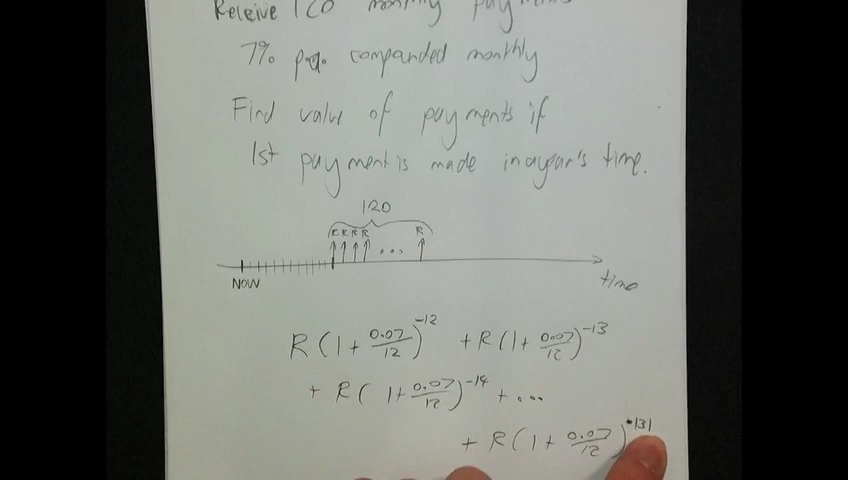 Receive 120 monthly payments
7% p.a. compounded monthly
Find value of payments if
1st payment is made in a year's time.
120
R R R R ... R
NOW
time
R(1+0.07/12)^-12 + R(1+0.07/12)^-13
+ R(1+0.07/12)^-14 + ...
+ R(1+0.07/12)^-131